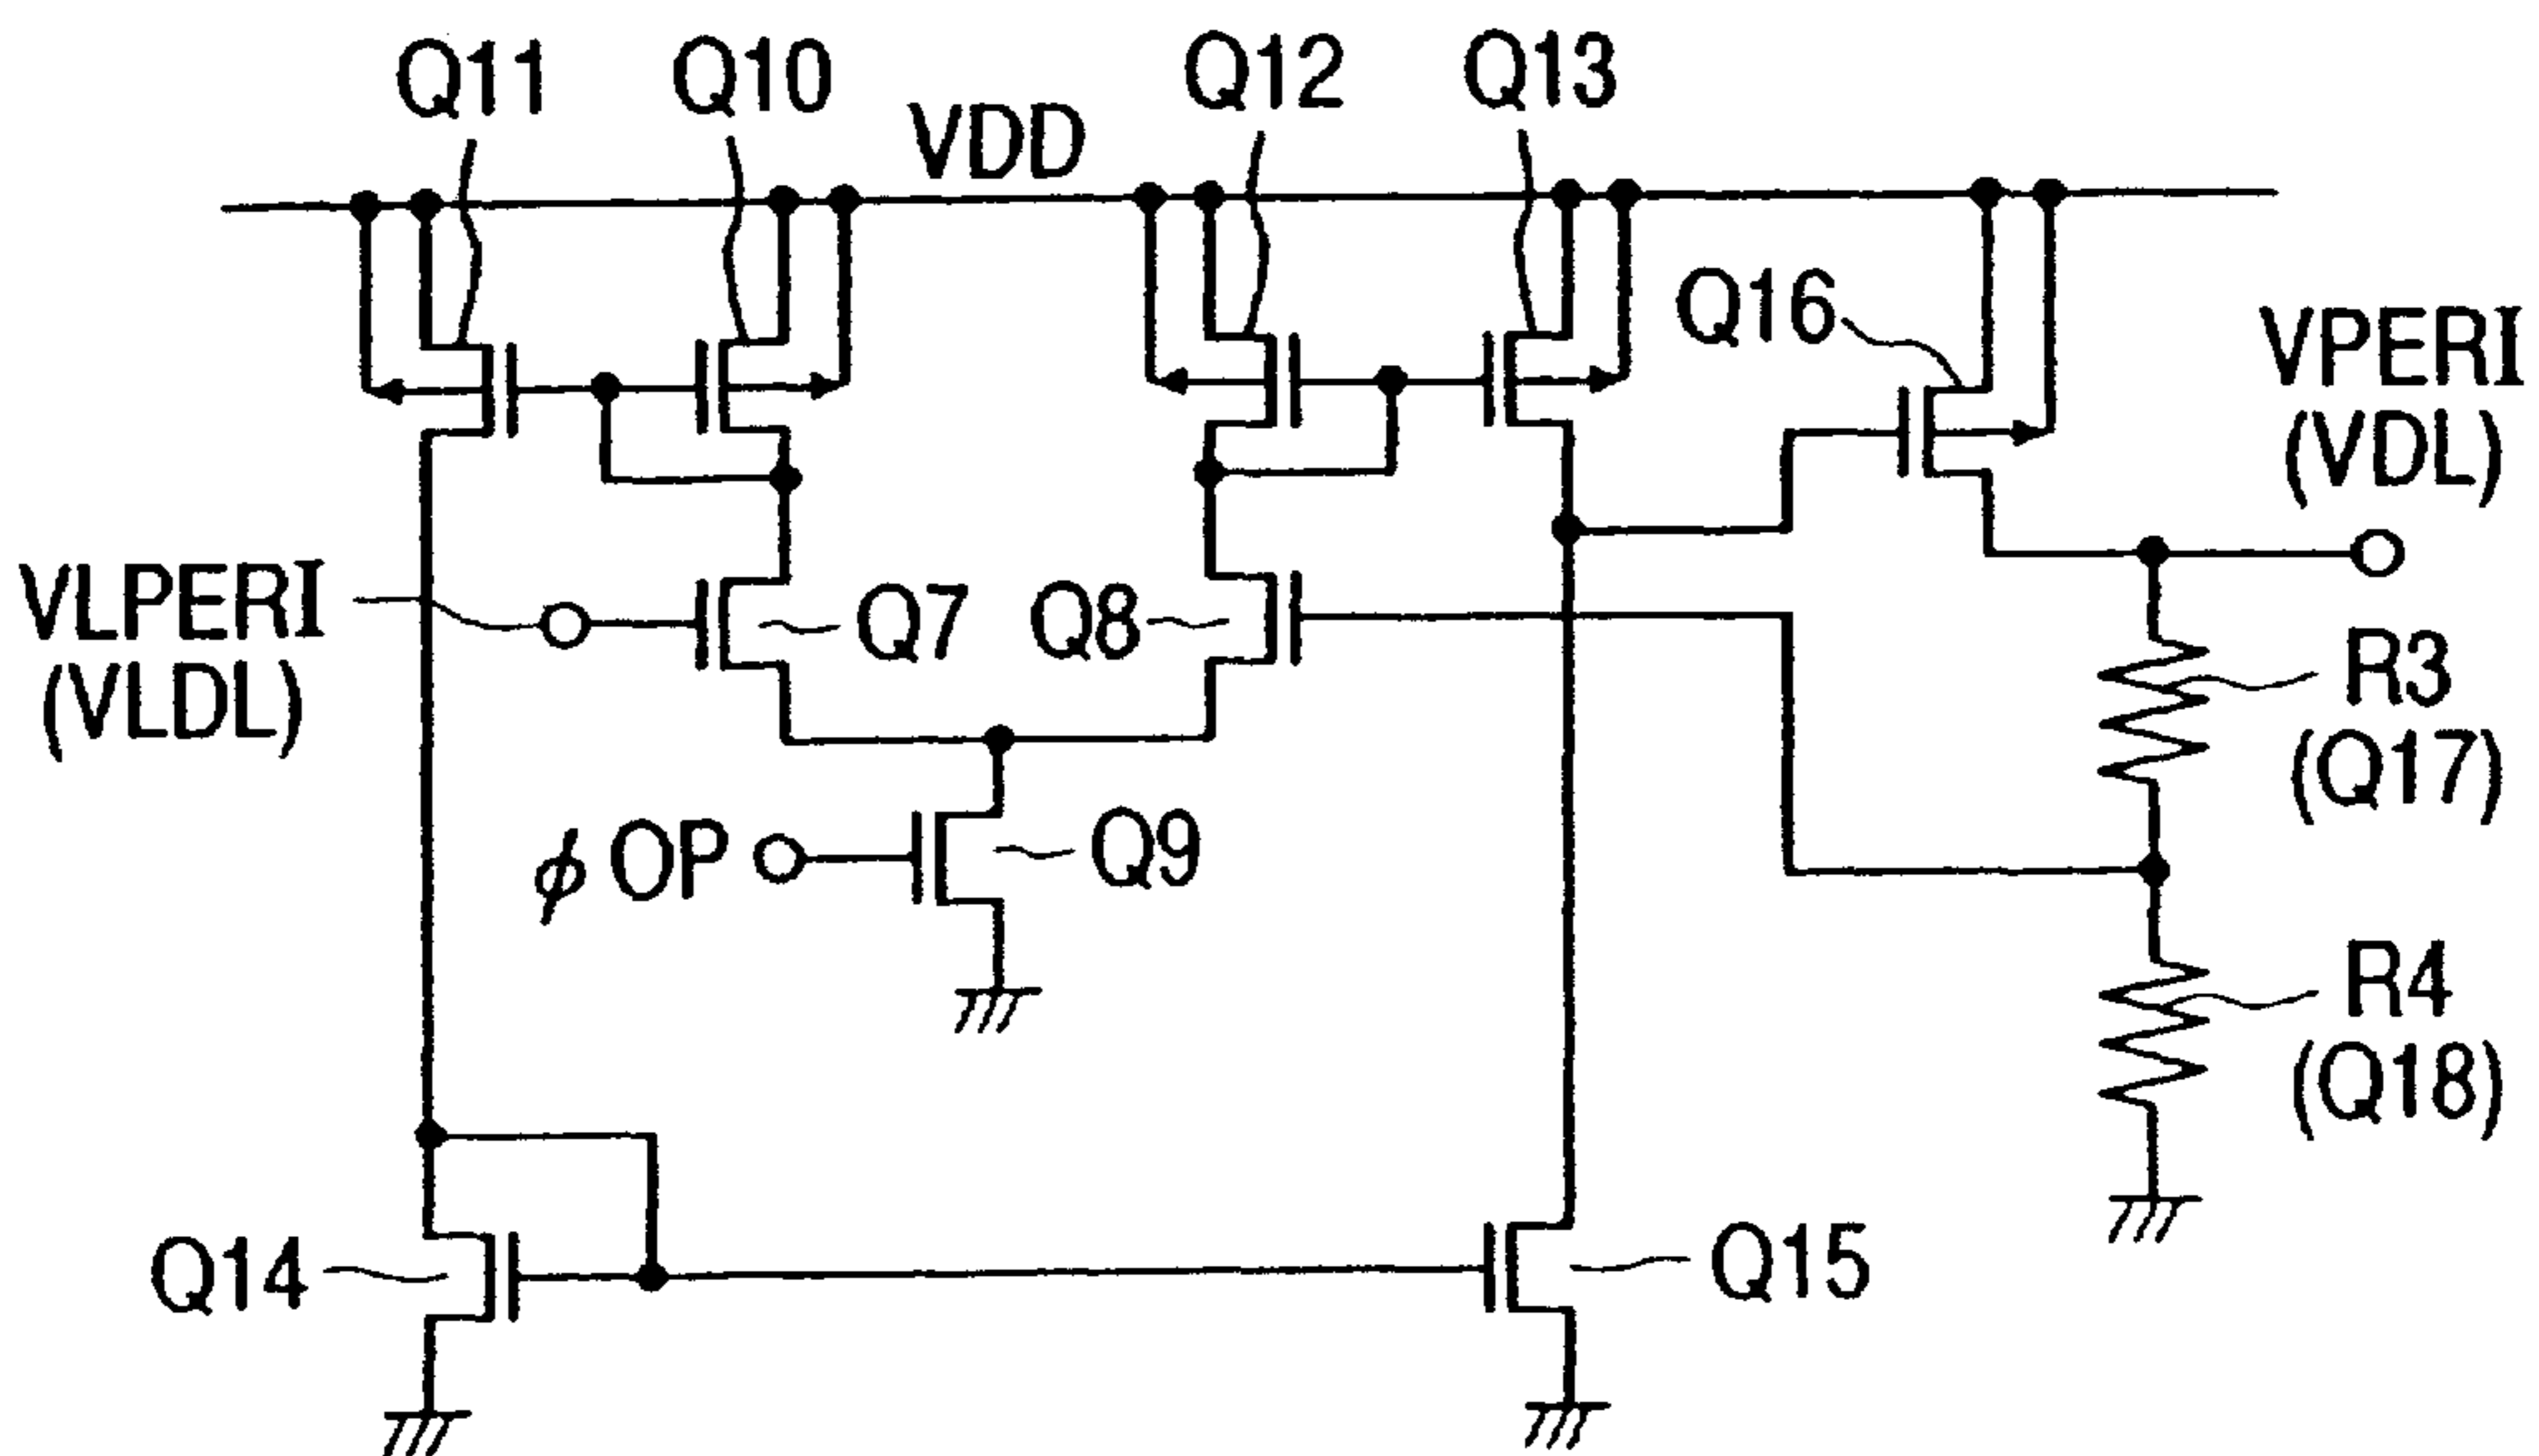 Q11
Q10
VDD
Q12
Q13
Q16
VPERI
(VDL)
VLPERI
(VLDL)
Q7
Q8
R3
(Q17)
φ OP
Q9
R4
(Q18)
Q14
Q15